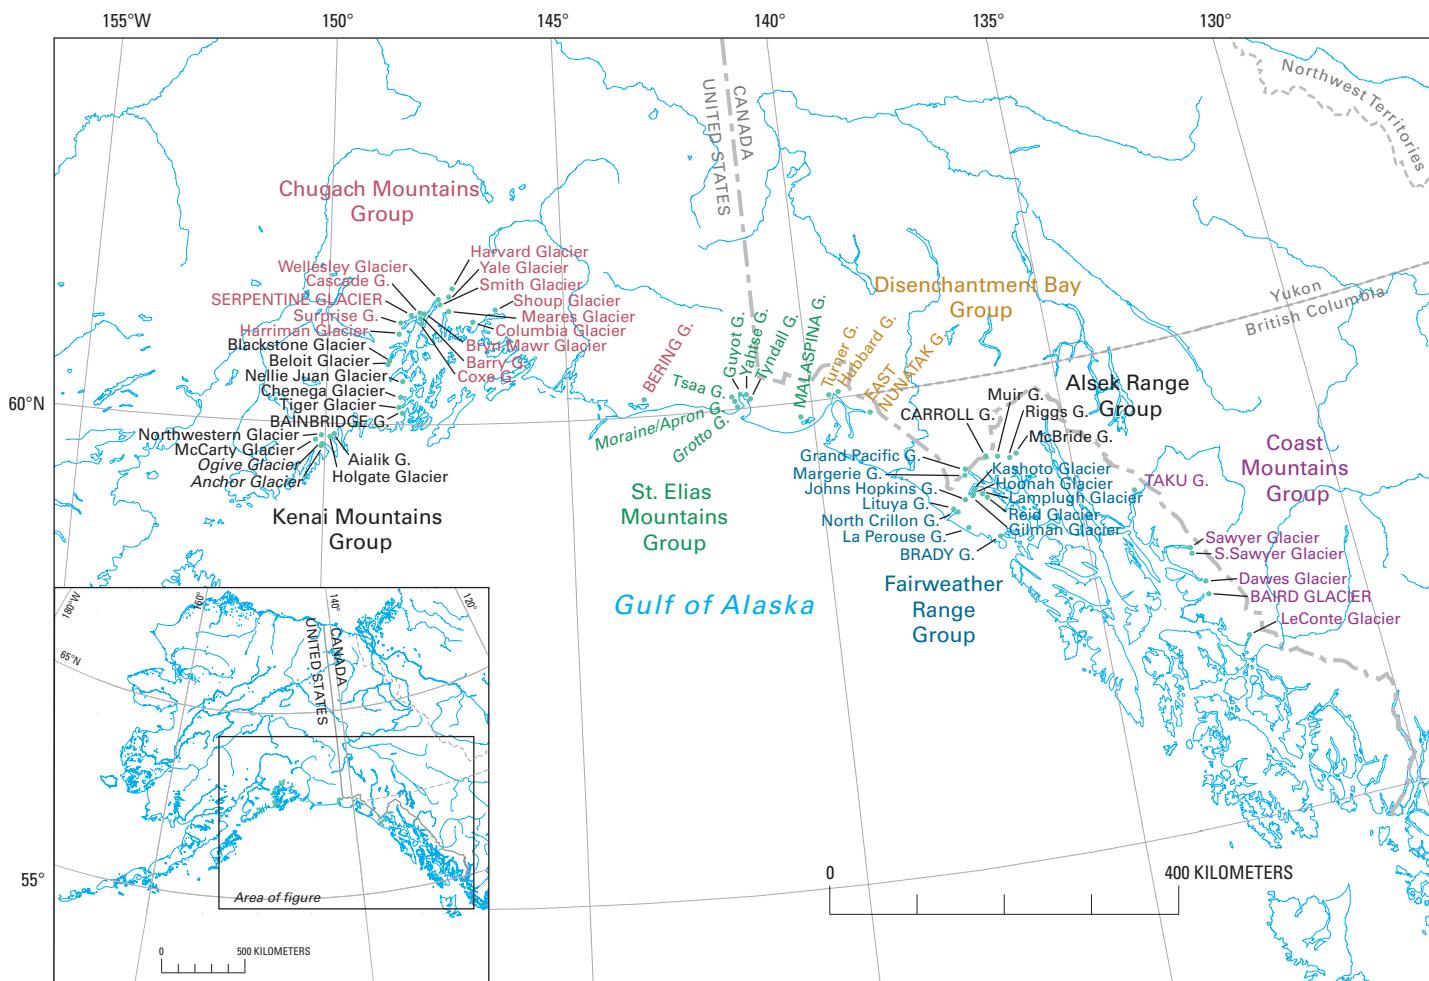 155°W
150°
145°
140°
135°
130°
Northwest Territories
CANADA
UNITED STATES
Chugach Mountains
Group
Harvard Glacier
Yale Glacier
Smith Glacier
Wellesley Glacier
Cascade G.
SERPENTINE GLACIER
Surprise G.
Harriman Glacier
Shoup Glacier
Meares Glacier
Columbia Glacier
Bryn Mawr Glacier
Barry G.
Coxe G.
Blackstone Glacier
Beloit Glacier
Nellie Juan Glacier
Chenega Glacier
Tiger Glacier
BAINBRIDGE G.
60°N
Northwestern Glacier
McCarty Glacier
Ogive Glacier
Anchor Glacier
Aialik G.
Holgate Glacier
Kenai Mountains
Group
BERING G.
Tsaa G.
Guyot G.
Yahtse G.
Tyndall G.
Moraine/Apron G.
Grotto G.
MALASPINA G.
St. Elias
Mountains
Group
Disenchantment Bay
Group
Turner G.
Hubbard G.
EAST
NUNATAK G.
Yukon
British Columbia
Alsek Range
Group
Muir G.
Riggs G.
CARROLL G.
McBride G.
Grand Pacific G.
Margerie G.
Johns Hopkins G.
Lituya G.
North Crillon G.
La Perouse G.
BRADY G.
Kashoto Glacier
Hoonah Glacier
Lamplugh Glacier
Reid Glacier
Gilman Glacier
Fairweather
Range
Group
Coast
Mountains
Group
TAKU G.
Sawyer Glacier
S.Sawyer Glacier
Dawes Glacier
BAIRD GLACIER
LeConte Glacier
Gulf of Alaska
55°
0
400 KILOMETERS
180°W
160°
140°
120°
65°N
CANADA
UNITED STATES
Area of figure
0
500 KILOMETERS